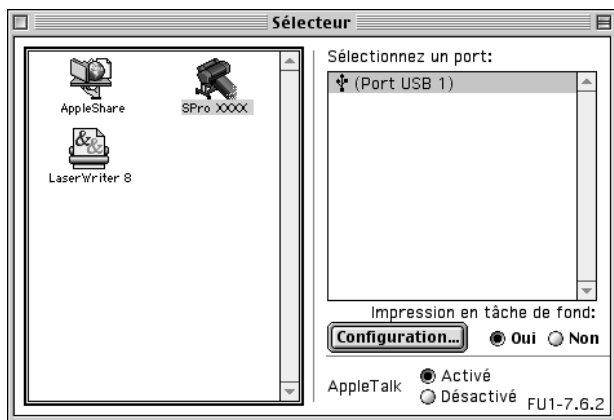 Sélecteur
AppleShare
SPro XXXX
LaserWriter 8
Sélectionnez un port:
(Port USB 1)
Impression en tâche de fond:
Configuration...
Oui Non
AppleTalk
Activé
Désactivé
FU1-7.6.2